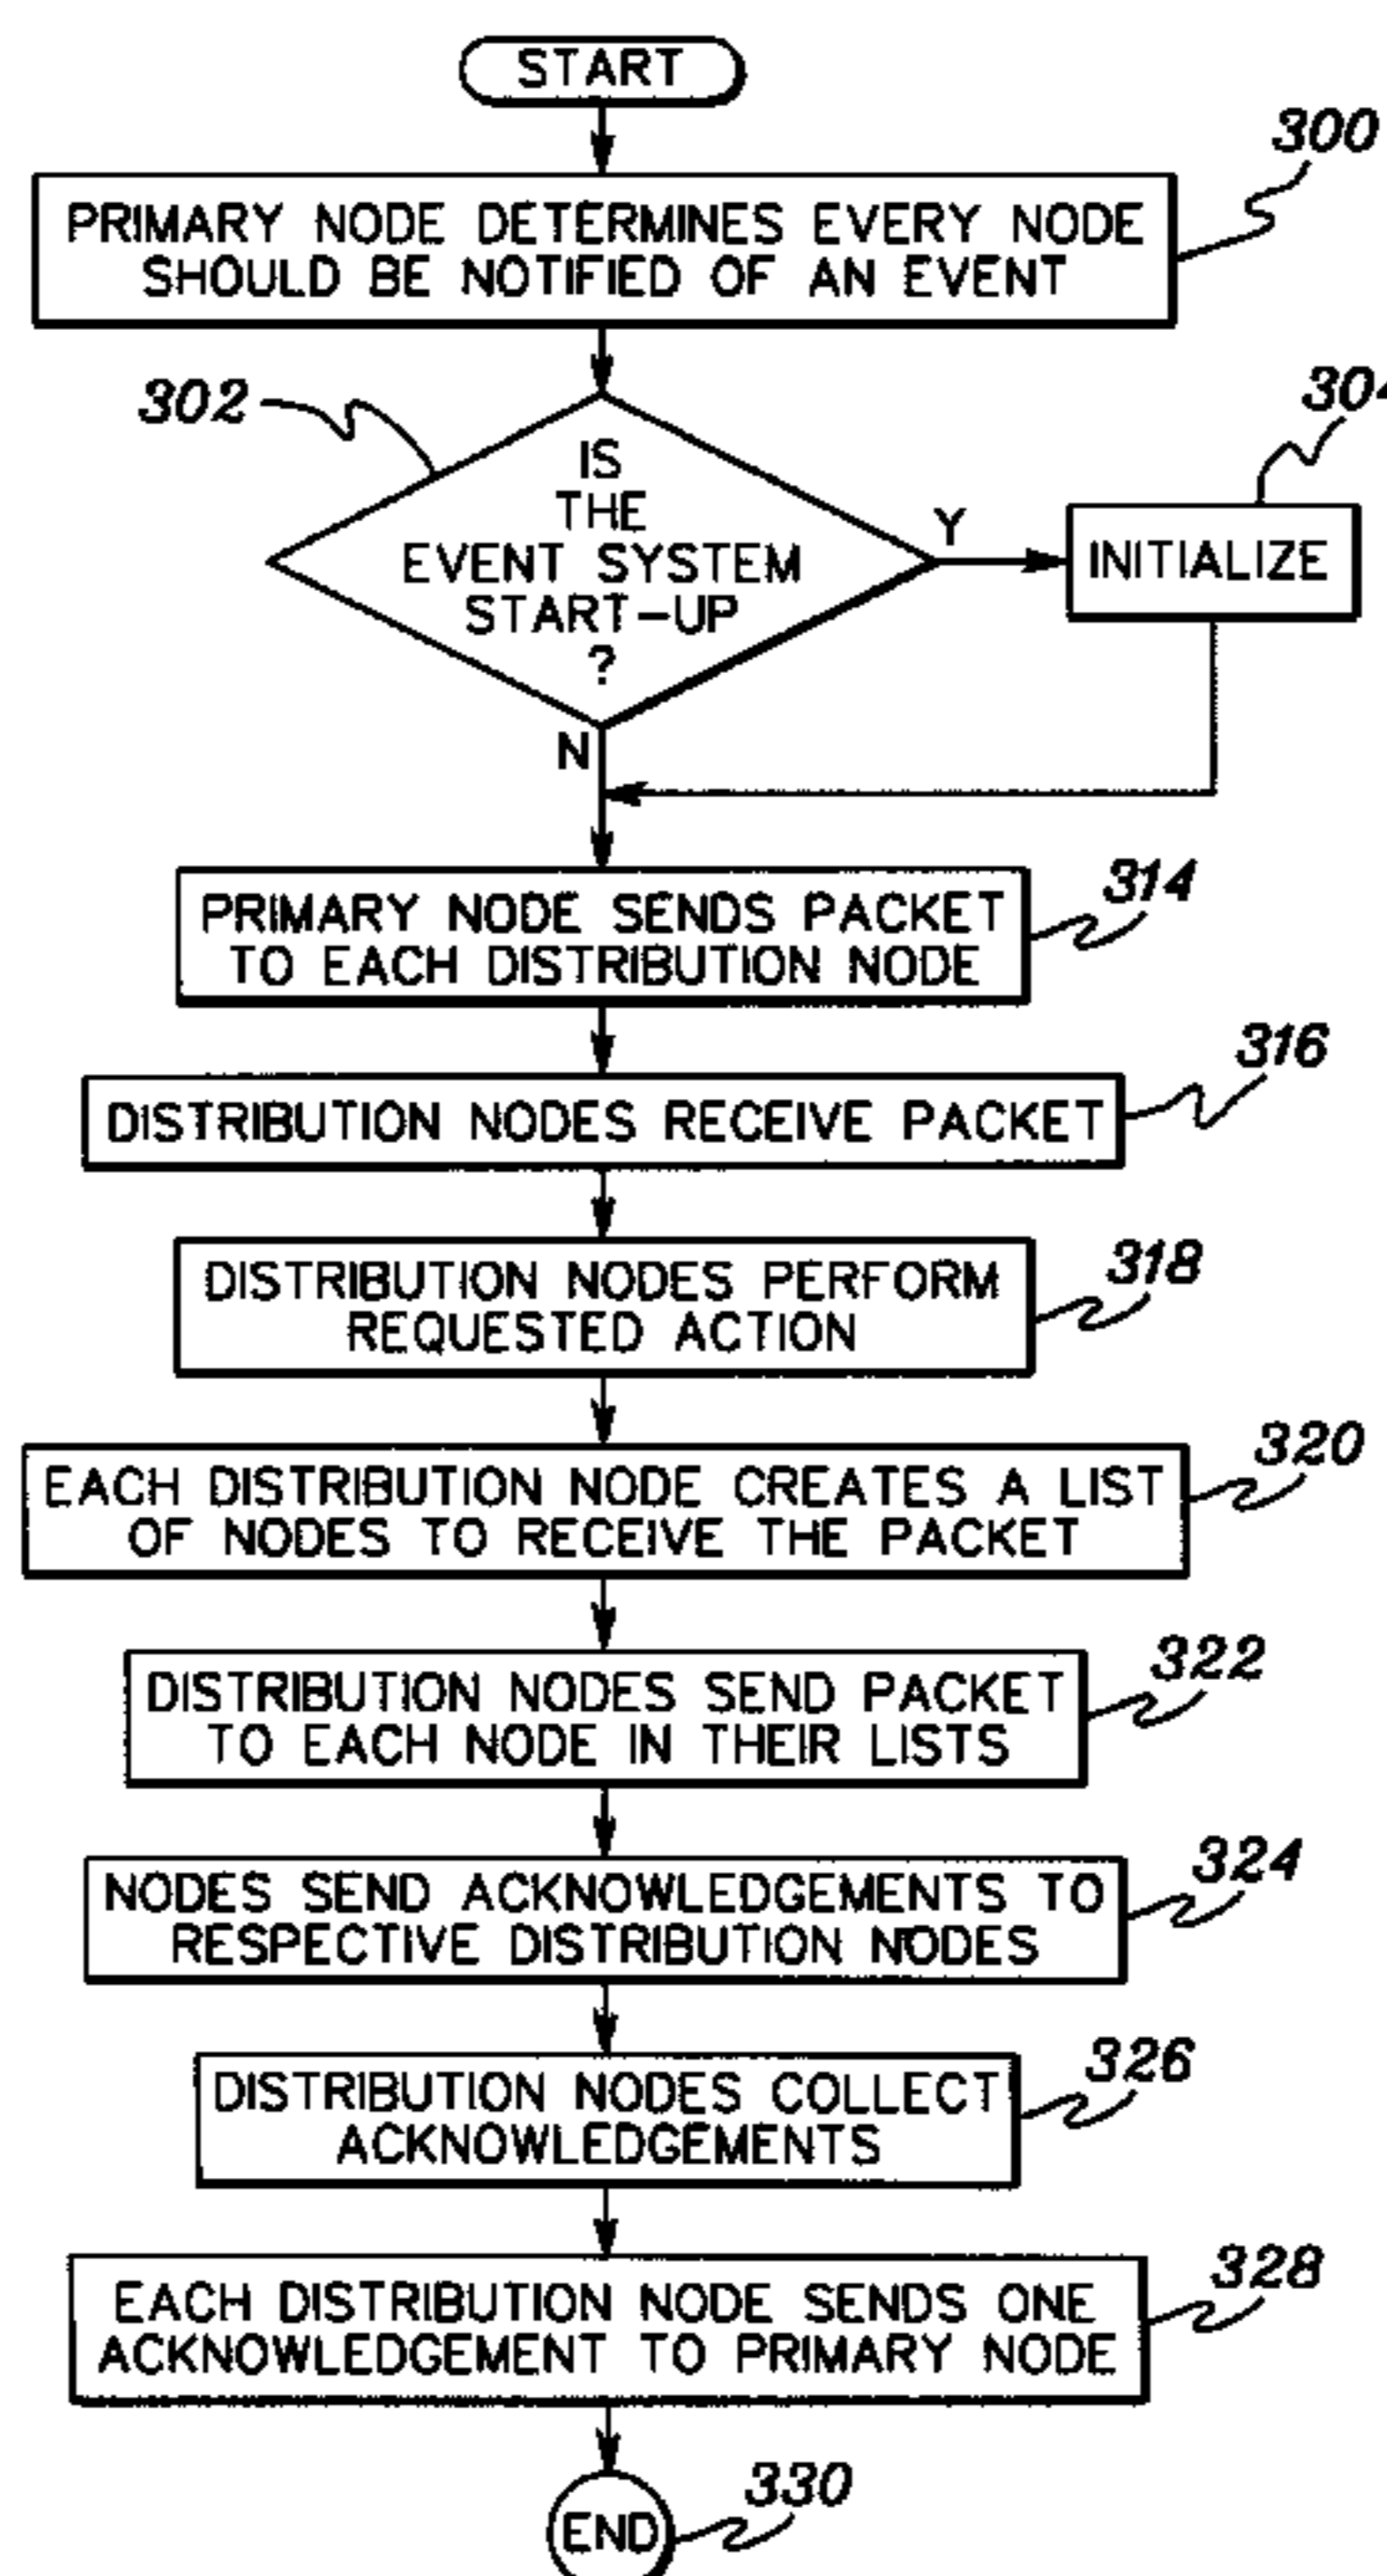 START
300
PRIMARY NODE DETERMINES EVERY NODE
SHOULD BE NOTIFIED OF AN EVENT
302
304
IS
THE
EVENT SYSTEM
START-UP
?
Y
INITIALIZE
N
314
PRIMARY NODE SENDS PACKET
TO EACH DISTRIBUTION NODE
316
DISTRIBUTION NODES RECEIVE PACKET
318
DISTRIBUTION NODES PERFORM
REQUESTED ACTION
320
EACH DISTRIBUTION NODE CREATES A LIST
OF NODES TO RECEIVE THE PACKET
322
DISTRIBUTION NODES SEND PACKET
TO EACH NODE IN THEIR LISTS
324
NODES SEND ACKNOWLEDGEMENTS TO
RESPECTIVE DISTRIBUTION NODES
326
DISTRIBUTION NODES COLLECT
ACKNOWLEDGEMENTS
328
EACH DISTRIBUTION NODE SENDS ONE
ACKNOWLEDGEMENT TO PRIMARY NODE
330
END